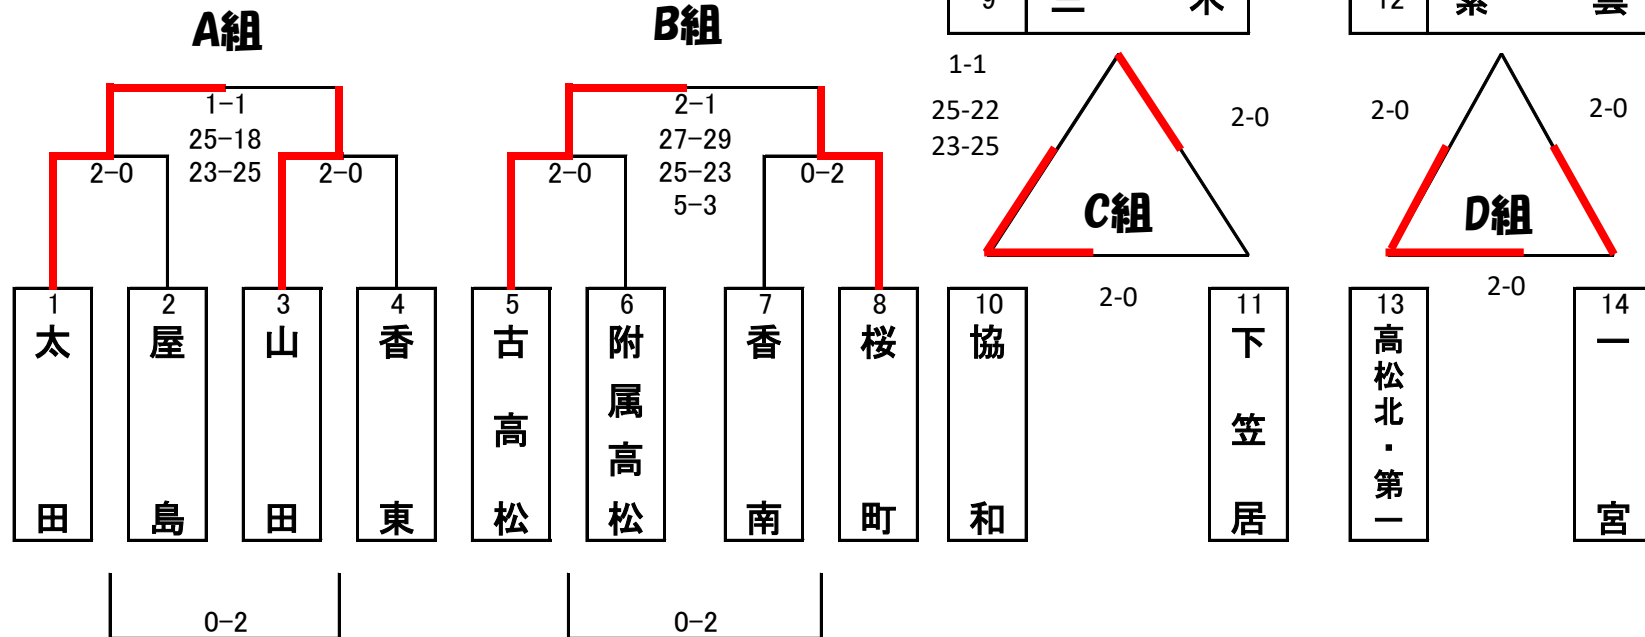 A組
B組
9
12
1-1
25-18
23-25
2-0
2-0
2-1
27-29
25-23
5-3
2-0
0-2
1-1
25-22
23-25
2-0
C組
2-0
2-0
2-0
D組
2-0
1 太田
2 屋島
3 山田
4 香東
5 古高松
6 附属高松
7 香南
8 桜町
10 協和
11 下笠居
13 高松北・第一
14 一宮
0-2
0-2